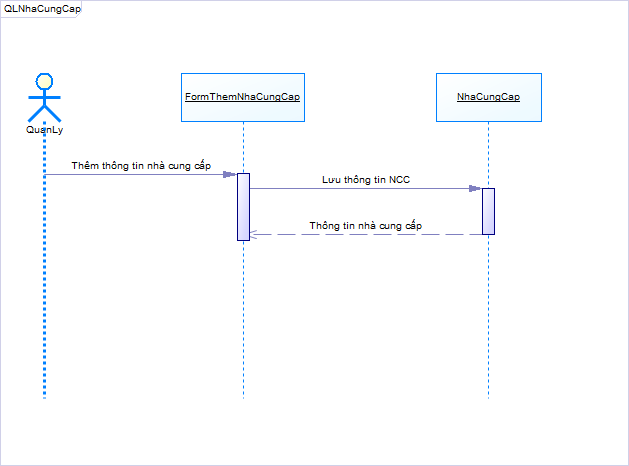 QLNhaCungCap
QuanLy
FormThemNhaCungCap
NhaCungCap
Thêm thông tin nhà cung cấp
Lưu thông tin NCC
Thông tin nhà cung cấp